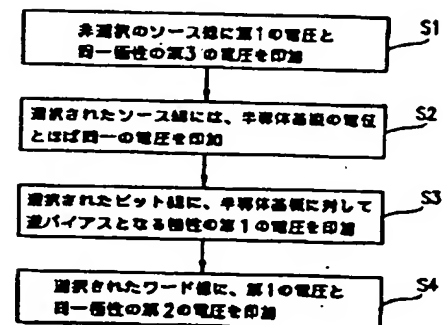 非選択のソース線に第1の電圧と
同一極性の第3の電圧を印加
S1
選択されたソース線には、半導体基板の電位
とほぼ同一の電圧を印加
S2
選択されたビット線に、半導体基板に対して
逆バイアスとなる極性の第1の電圧を印加
S3
選択されたワード線に、第1の電圧と
同一極性の第2の電圧を印加
S4